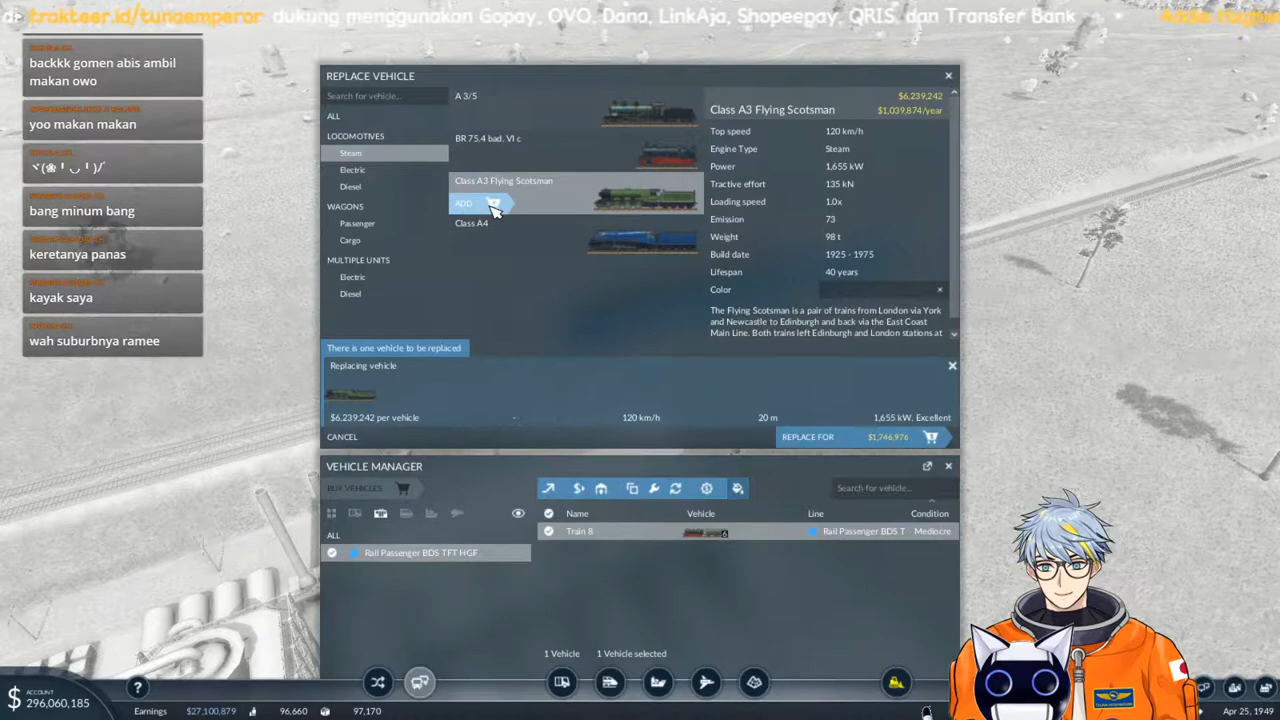 trakteer.id/tunaemperor dukung menggunakan Gopay, OVO, Dana, LinkAja, Shopeepay, QRIS, dan Transfer Bank
backkk gomen abis ambil
makan owo
yoo makan makan
bang minum bang
keretanya panas
kayak saya
wah suburbnya ramee
REPLACE VEHICLE
Search for vehicle...
ALL
LOCOMOTIVES
Steam
Electric
Diesel
WAGONS
Passenger
Cargo
MULTIPLE UNITS
Electric
Diesel
A 3/5
BR 75.4 bad. VI c
Class A3 Flying Scotsman
ADD
Class A4
$6,239,242
Class A3 Flying Scotsman
$1,039,874/year
Top speed 120 km/h
Engine Type Steam
Power 1,655 kW
Tractive effort 135 kN
Loading speed 1.0x
Emission 73
Weight 98 t
Build date 1925 - 1975
Lifespan 40 years
Color
The Flying Scotsman is a pair of trains from London via York
and Newcastle to Edinburgh and back via the East Coast
Main Line. Both trains left Edinburgh and London stations at
There is one vehicle to be replaced
Replacing vehicle
$6,239,242 per vehicle - 120 km/h 20 m 1,655 kW. Excellent
CANCEL
REPLACE FOR $1,746,976
VEHICLE MANAGER
BUY VEHICLES
Search for vehicle...
ALL
Rail Passenger BDS TFT HGF
Name Vehicle Line Condition
Train 8 Rail Passenger BDS T Mediocre
1 Vehicle 1 Vehicle selected
$ ACCOUNT
296,060,185
?
Earnings $27,100,879 96,660 97,170
Apr 25, 1949